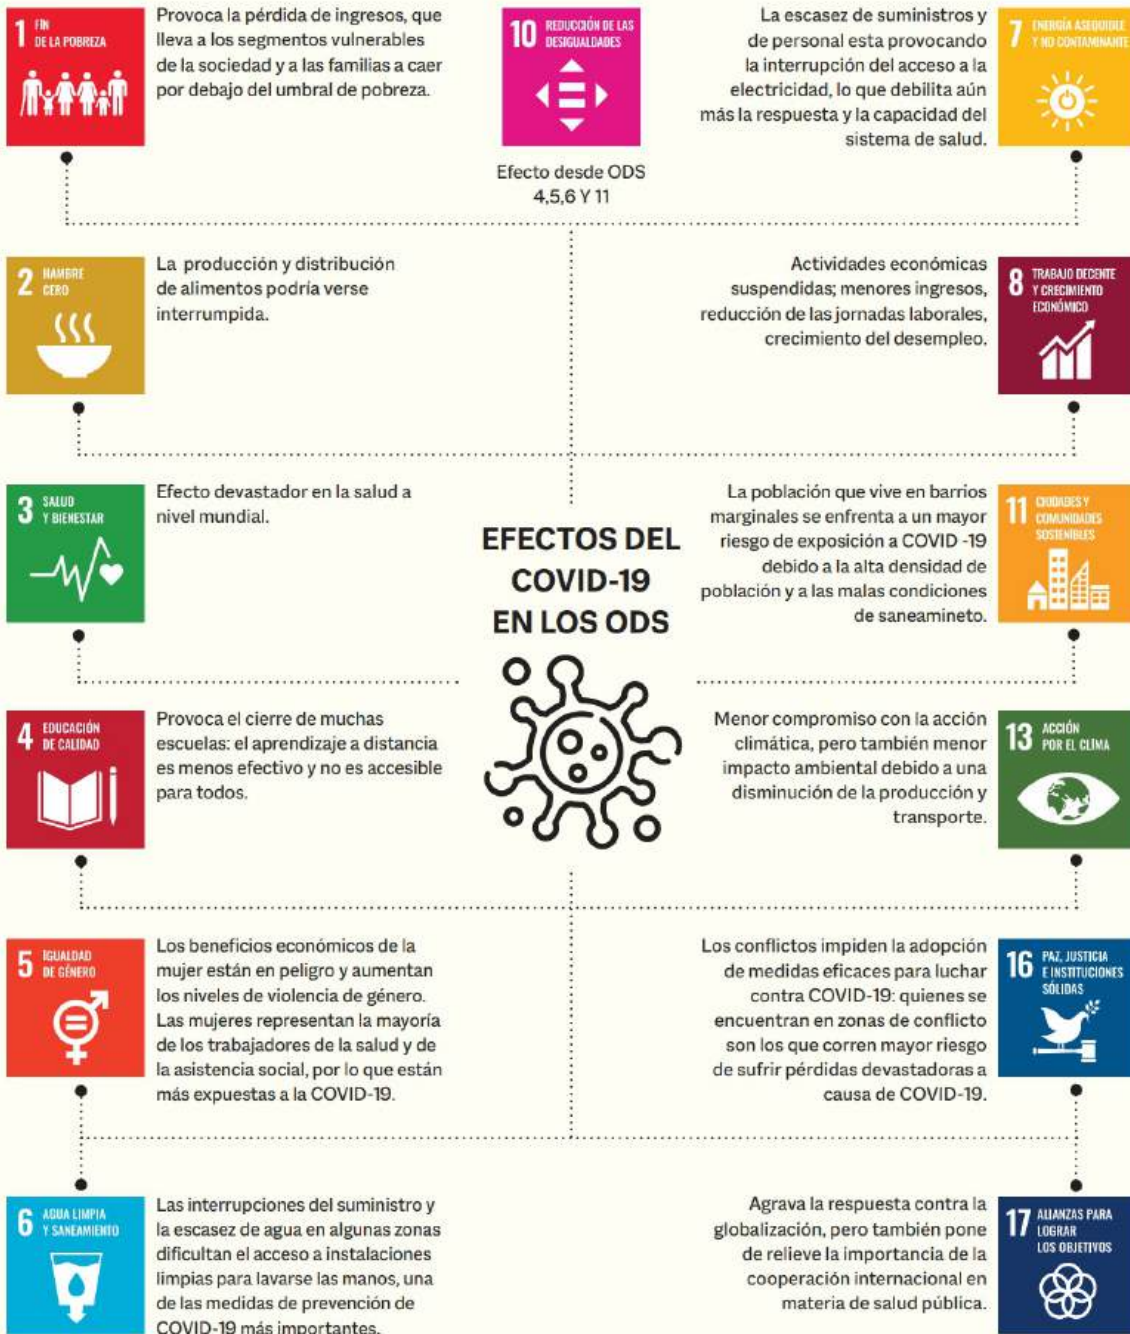 1 FIN
DE LA POBREZA
Provoca la pérdida de ingresos, que
lleva a los segmentos vulnerables
de la sociedad y a las familias a caer
por debajo del umbral de pobreza.
10 REDUCCIÓN DE LAS
DESIGUALDADES
Efecto desde ODS
4,5,6 Y 11
La escasez de suministros y
de personal esta provocando
la interrupción del acceso a la
electricidad, lo que debilita aún
más la respuesta y la capacidad del
sistema de salud.
7 ENERGÍA ASEQUIBLE
Y NO CONTAMINANTE
2 HAMBRE
CERO
La producción y distribución
de alimentos podría verse
interrumpida.
Actividades económicas
suspendidas; menores ingresos,
reducción de las jornadas laborales,
crecimiento del desempleo.
8 TRABAJO DECENTE
Y CRECIMIENTO
ECONÓMICO
3 SALUD
Y BIENESTAR
Efecto devastador en la salud a
nivel mundial.
EFECTOS DEL
COVID-19
EN LOS ODS
La población que vive en barrios
marginales se enfrenta a un mayor
riesgo de exposición a COVID -19
debido a la alta densidad de
población y a las malas condiciones
de saneamineto.
11 CIUDADES Y
COMUNIDADES
SOSTENIBLES
4 EDUCACIÓN
DE CALIDAD
Provoca el cierre de muchas
escuelas: el aprendizaje a distancia
es menos efectivo y no es accesible
para todos.
Menor compromiso con la acción
climática, pero también menor
impacto ambiental debido a una
disminución de la producción y
transporte.
13 ACCIÓN
POR EL CLIMA
5 IGUALDAD
DE GÉNERO
Los beneficios económicos de la
mujer están en peligro y aumentan
los niveles de violencia de género.
Las mujeres representan la mayoría
de los trabajadores de la salud y de
la asistencia social, por lo que están
más expuestas a la COVID-19.
Los conflictos impiden la adopción
de medidas eficaces para luchar
contra COVID-19: quienes se
encuentran en zonas de conflicto
son los que corren mayor riesgo
de sufrir pérdidas devastadoras a
causa de COVID-19.
16 PAZ, JUSTICIA
E INSTITUCIONES
SÓLIDAS
6 AGUA LIMPIA
Y SANEAMIENTO
Las interrupciones del suministro y
la escasez de agua en algunas zonas
dificultan el acceso a instalaciones
limpias para lavarse las manos, una
de las medidas de prevención de
COVID-19 más importantes.
Agrava la respuesta contra la
globalización, pero también pone
de relieve la importancia de la
cooperación internacional en
materia de salud pública.
17 ALIANZAS PARA
LOGRAR
LOS OBJETIVOS